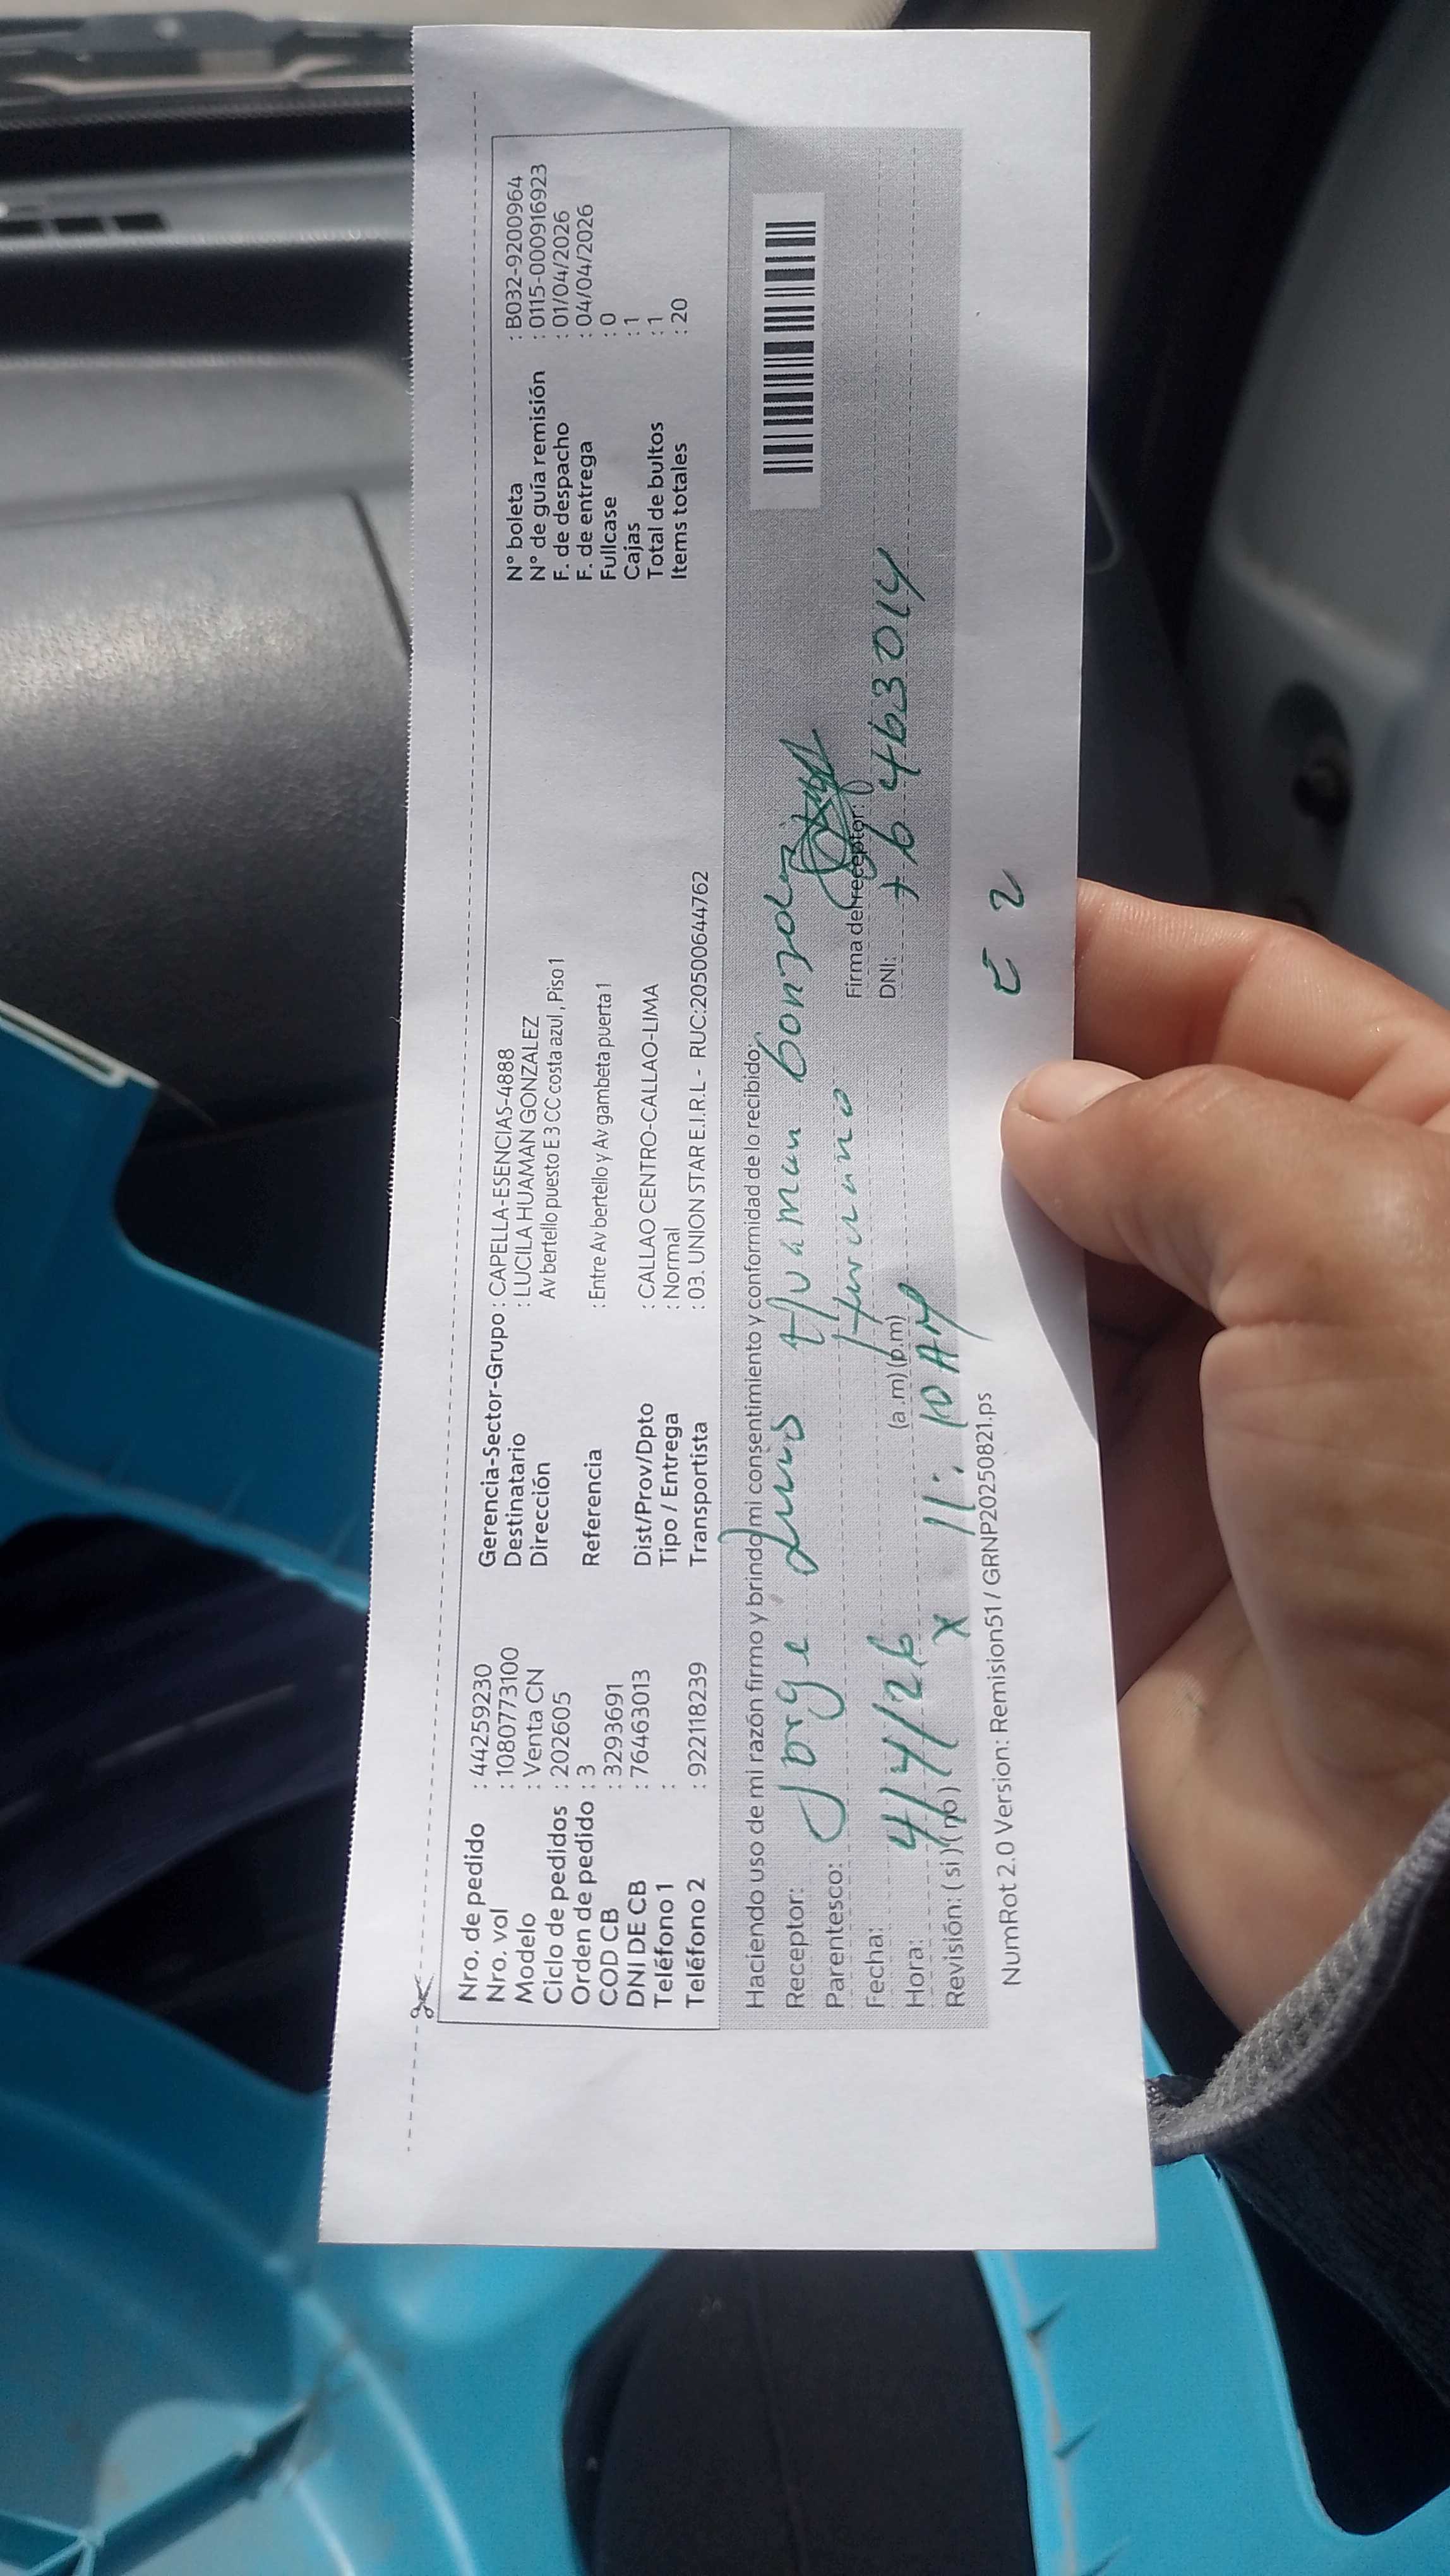 Nro. de pedido : 44259230
Nro. vol : 1080773100
Modelo : Venta CN
Ciclo de pedidos : 202605
Orden de pedido : 3
COD CB : 3293691
DNI DE CB : 76463013
Teléfono 1 :
Teléfono 2 : 922118239
Gerencia-Sector-Grupo : CAPELLA-ESENCIAS-4888
Destinatario : LUCILA HUAMAN GONZALEZ
Dirección Av bertello puesto E 3 CC costa azul , Piso 1
Referencia : Entre Av bertello y Av gambeta puerta 1
Dist/Prov/Dpto : CALLAO CENTRO-CALLAO-LIMA
Tipo / Entrega : Normal
Transportista : 03. UNION STAR E.I.R.L - RUC:20500644762
N° boleta : B032-9200964
N° de guía remisión : 0115-000916923
F. de despacho : 01/04/2026
F. de entrega : 04/04/2026
Fullcase : 0
Cajas : 1
Total de bultos : 1
Items totales : 20
Haciendo uso de mi razón firmo y brindo mi consentimiento y conformidad de lo recibido:
Receptor: Jorge Luis Huaman Gonzalez
Parentesco: Hermano
Firma del receptor:
Fecha: 4/4/26
DNI: 76463014
Hora: 11:10 AM (a.m) (p.m)
Revisión: ( si ) ( no ) x
NumRot 2.0 Version: Remision51 / GRNP20250821.ps